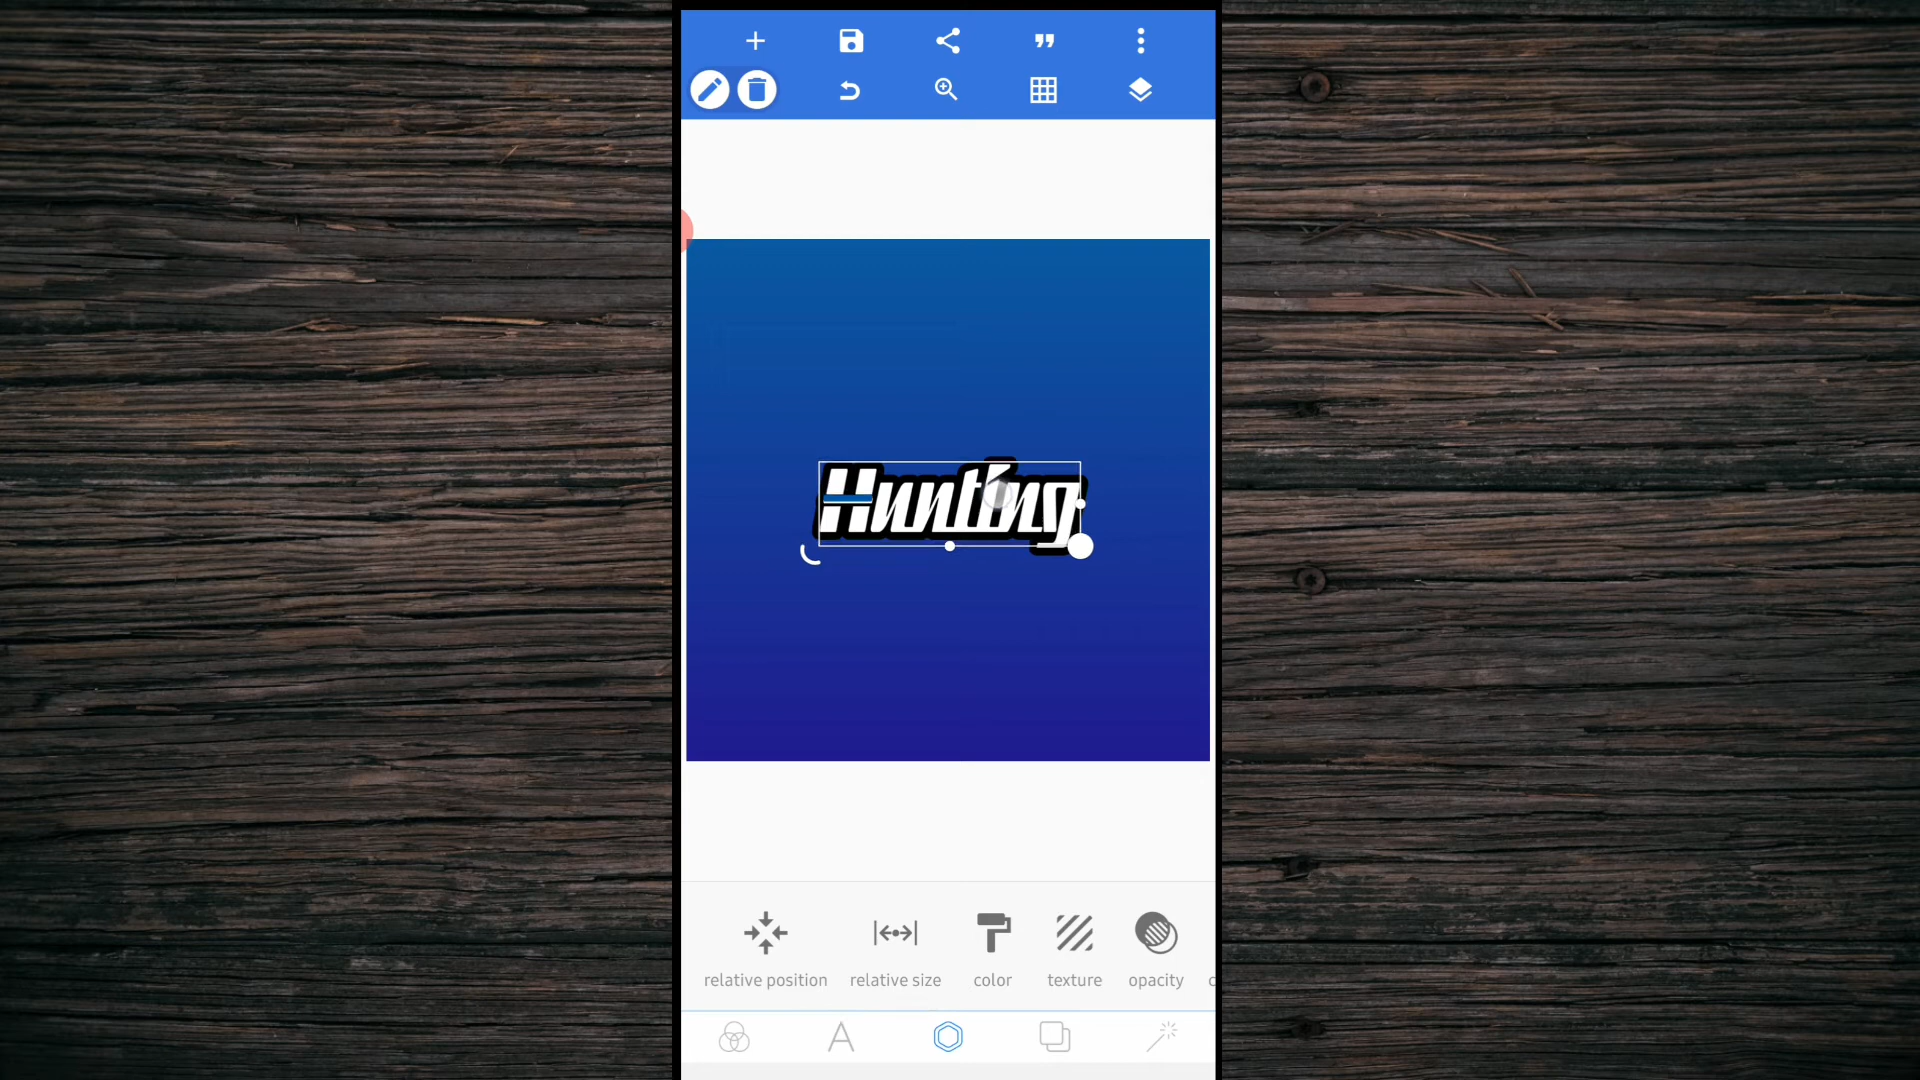 Hunting
relative position
relative size
color
texture
opacity